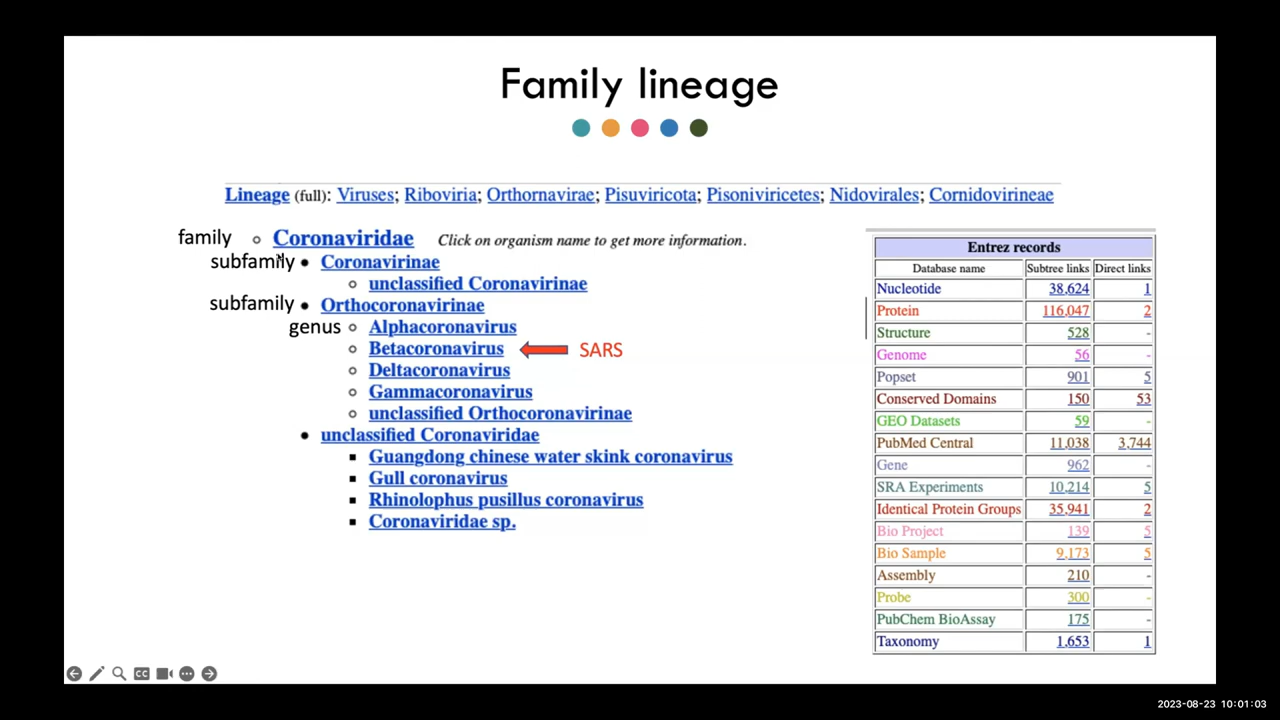 Family lineage
Lineage (full): Viruses; Riboviria; Orthornavirae; Pisuviricota; Pisoniviricetes; Nidovirales; Cornidovirineae
family Coronaviridae Click on organism name to get more information.
subfamily Coronavirinae
unclassified Coronavirinae
subfamily Orthocoronavirinae
genus Alphacoronavirus
Betacoronavirus SARS
Deltacoronavirus
Gammacoronavirus
unclassified Orthocoronavirinae
unclassified Coronaviridae
Guangdong chinese water skink coronavirus
Gull coronavirus
Rhinolophus pusillus coronavirus
Coronaviridae sp.
Entrez records
Database name Subtree links Direct links
Nucleotide 38,624 1
Protein 116,047 2
Structure 528 -
Genome 56 -
Popset 901 5
Conserved Domains 150 53
GEO Datasets 59 -
PubMed Central 11,038 3,744
Gene 962 -
SRA Experiments 10,214 5
Identical Protein Groups 35,941 2
Bio Project 139 5
Bio Sample 9,173 5
Assembly 210 -
Probe 300 -
PubChem BioAssay 175 -
Taxonomy 1,653 1
CC
2023-08-23 10:01:03